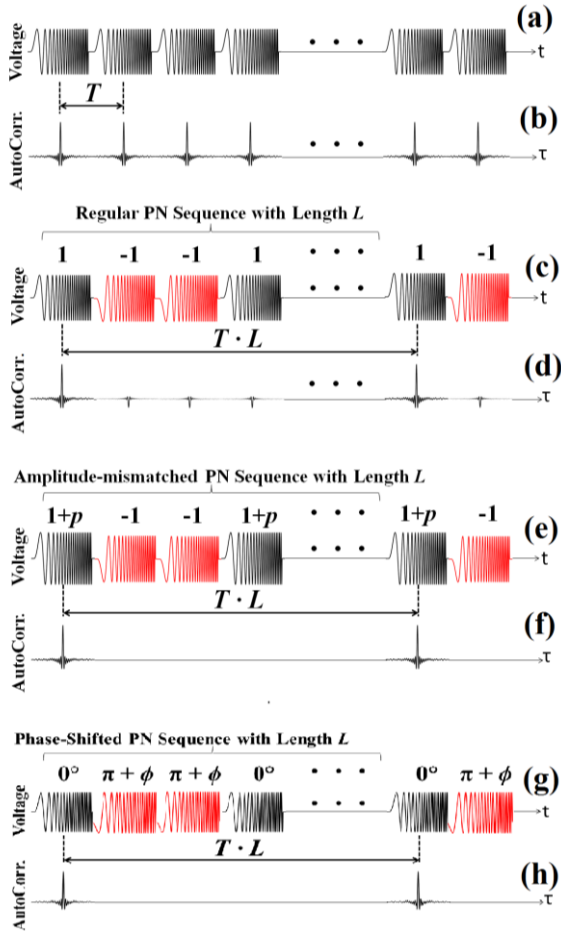 (a)
Voltage
t
T
(b)
AutoCorr.
τ
Regular PN Sequence with Length L
1 -1 -1 1 • • • 1 -1
(c)
Voltage
t
T · L
(d)
AutoCorr.
τ
Amplitude-mismatched PN Sequence with Length L
1+p -1 -1 1+p • • • 1+p -1
(e)
Voltage
t
T · L
(f)
AutoCorr.
τ
Phase-Shifted PN Sequence with Length L
0° π + ϕ π + ϕ 0° • • • 0° π + ϕ
(g)
Voltage
t
T · L
(h)
AutoCorr.
τ